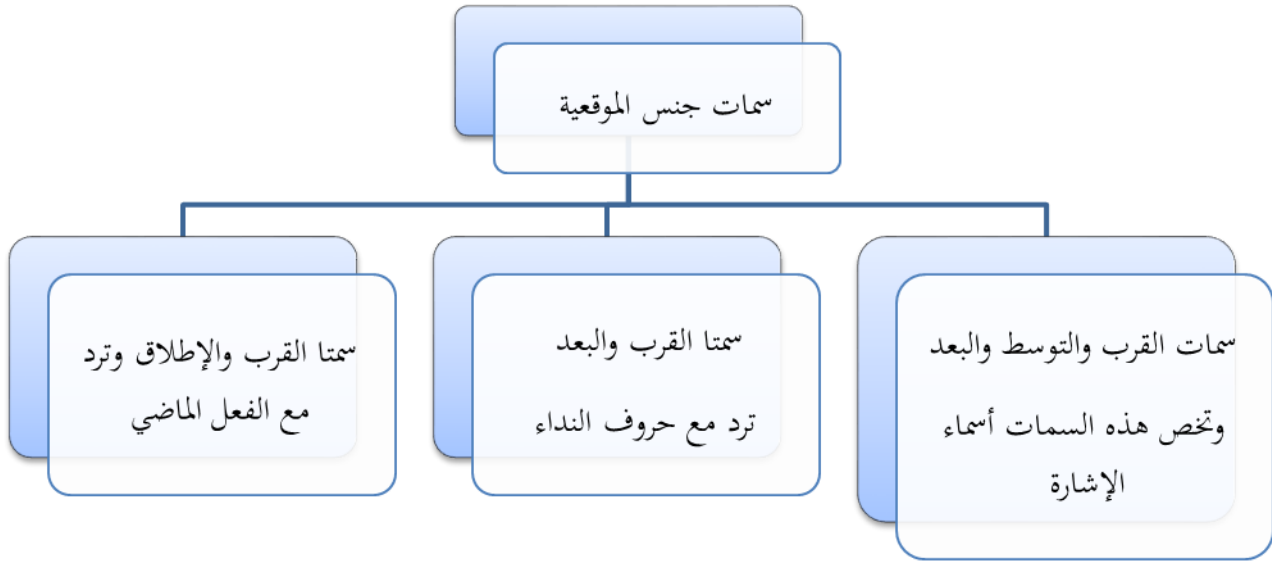 سمات جنس الموقعية
سمات القرب والتوسط والبعد
وتخص هذه السمات أسماء
الإشارة
سمتا القرب والبعد
ترد مع حروف النداء
سمتا القرب والإطلاق وترد
مع الفعل الماضي